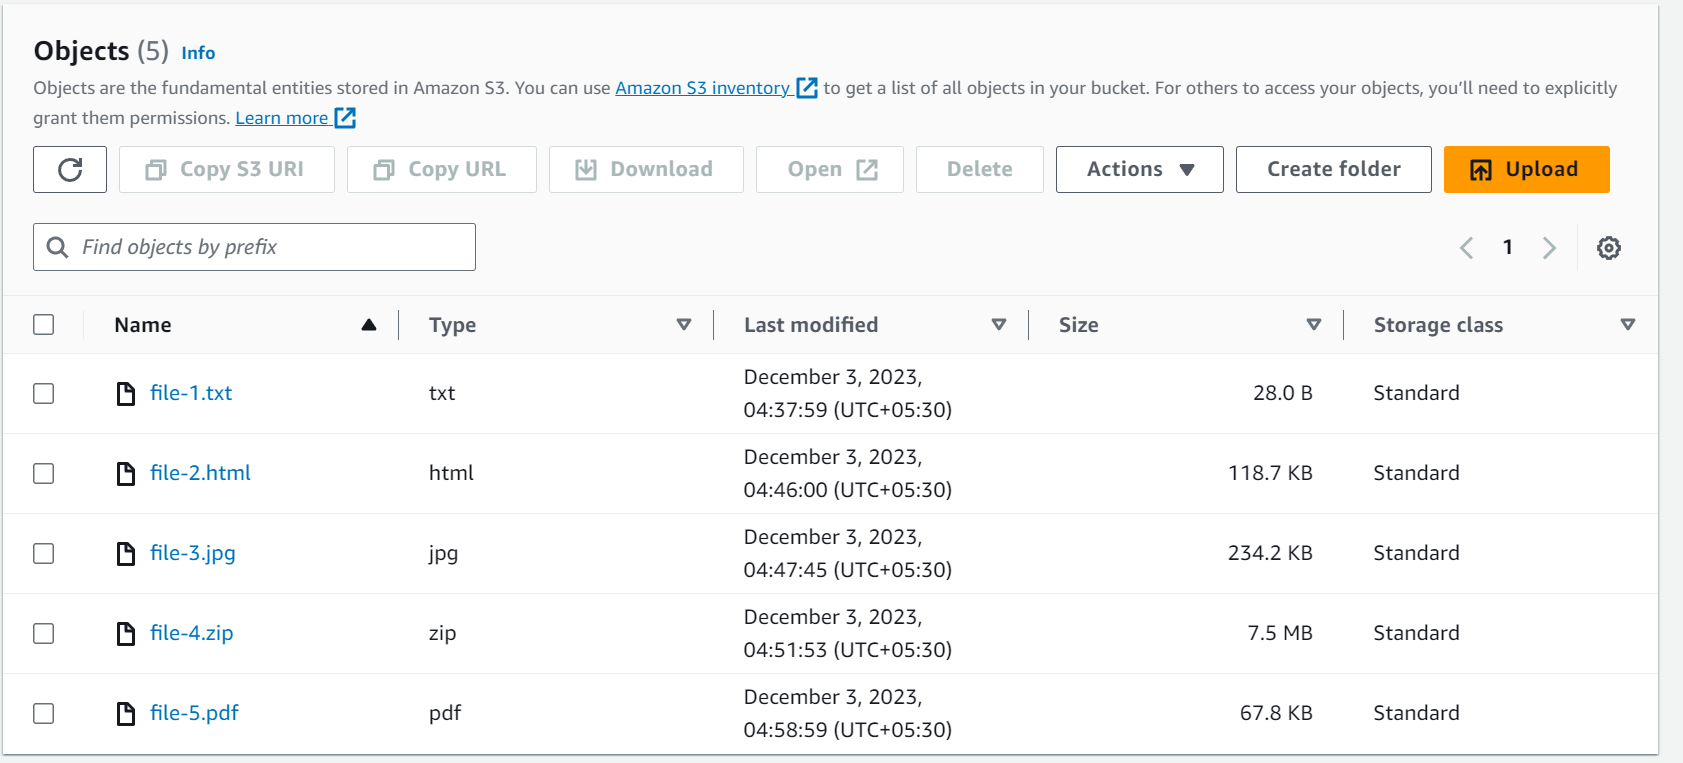 Objects (5) Info
Objects are the fundamental entities stored in Amazon S3. You can use Amazon S3 inventory to get a list of all objects in your bucket. For others to access your objects, you’ll need to explicitly
grant them permissions. Learn more
Copy S3 URI Copy URL Download Open Delete Actions Create folder Upload
Find objects by prefix 1
Name Type Last modified Size Storage class
file-1.txt txt December 3, 2023, 28.0 B Standard
04:37:59 (UTC+05:30)
file-2.html html December 3, 2023, 118.7 KB Standard
04:46:00 (UTC+05:30)
file-3.jpg jpg December 3, 2023, 234.2 KB Standard
04:47:45 (UTC+05:30)
file-4.zip zip December 3, 2023, 7.5 MB Standard
04:51:53 (UTC+05:30)
file-5.pdf pdf December 3, 2023, 67.8 KB Standard
04:58:59 (UTC+05:30)